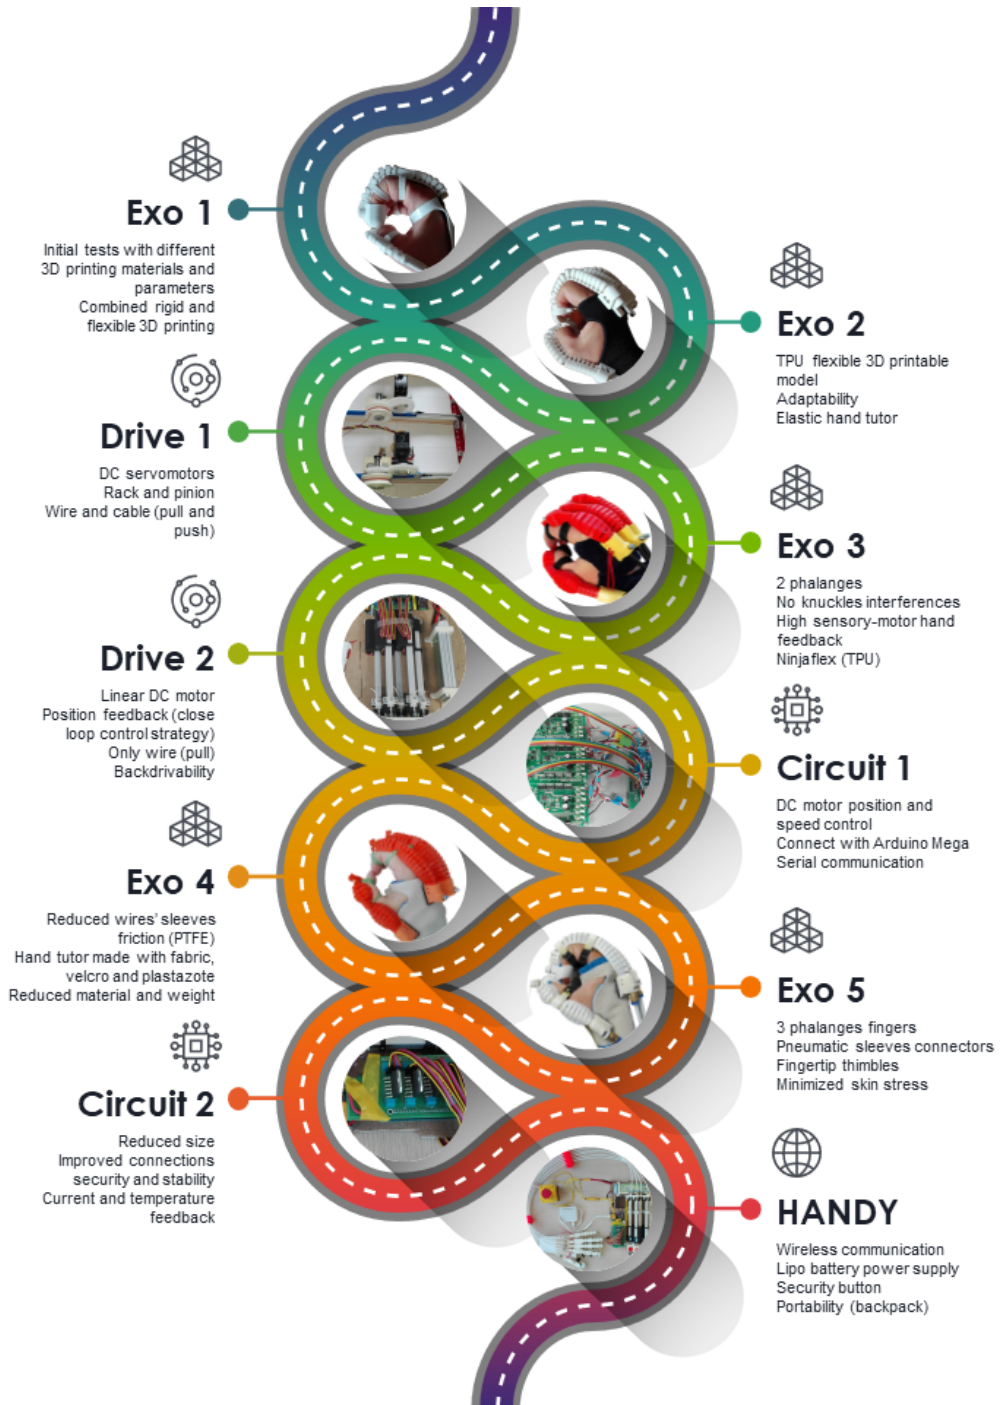 Exo 1
Initial tests with different
3D printing materials and
parameters
Combined rigid and
flexible 3D printing
Exo 2
TPU flexible 3D printable
model
Adaptability
Elastic hand tutor
Drive 1
DC servomotors
Rack and pinion
Wire and cable (pull and
push)
Exo 3
2 phalanges
No knuckles interferences
High sensory-motor hand
feedback
Ninjaflex (TPU)
Drive 2
Linear DC motor
Position feedback (close
loop control strategy)
Only wire (pull)
Backdrivability
Circuit 1
DC motor position and
speed control
Connect with Arduino Mega
Serial communication
Exo 4
Reduced wires' sleeves
friction (PTFE)
Hand tutor made with fabric,
velcro and plastazote
Reduced material and weight
Exo 5
3 phalanges fingers
Pneumatic sleeves connectors
Fingertip thimbles
Minimized skin stress
Circuit 2
Reduced size
Improved connections
security and stability
Current and temperature
feedback
HANDY
Wireless communication
Lipo battery power supply
Security button
Portability (backpack)